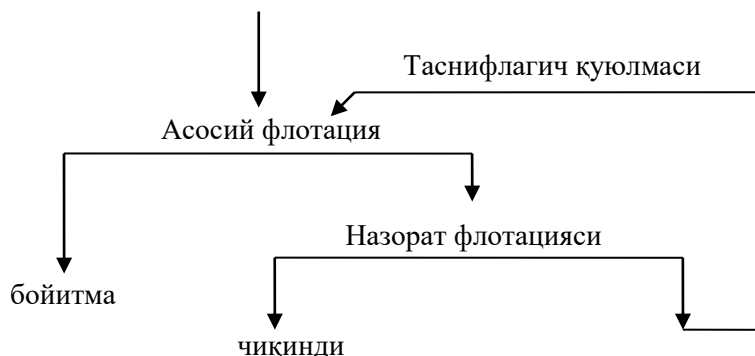 Таснифлагич қуюлмаси
Асосий флотация
Назорат флотацияси
бойитма
чиқинди